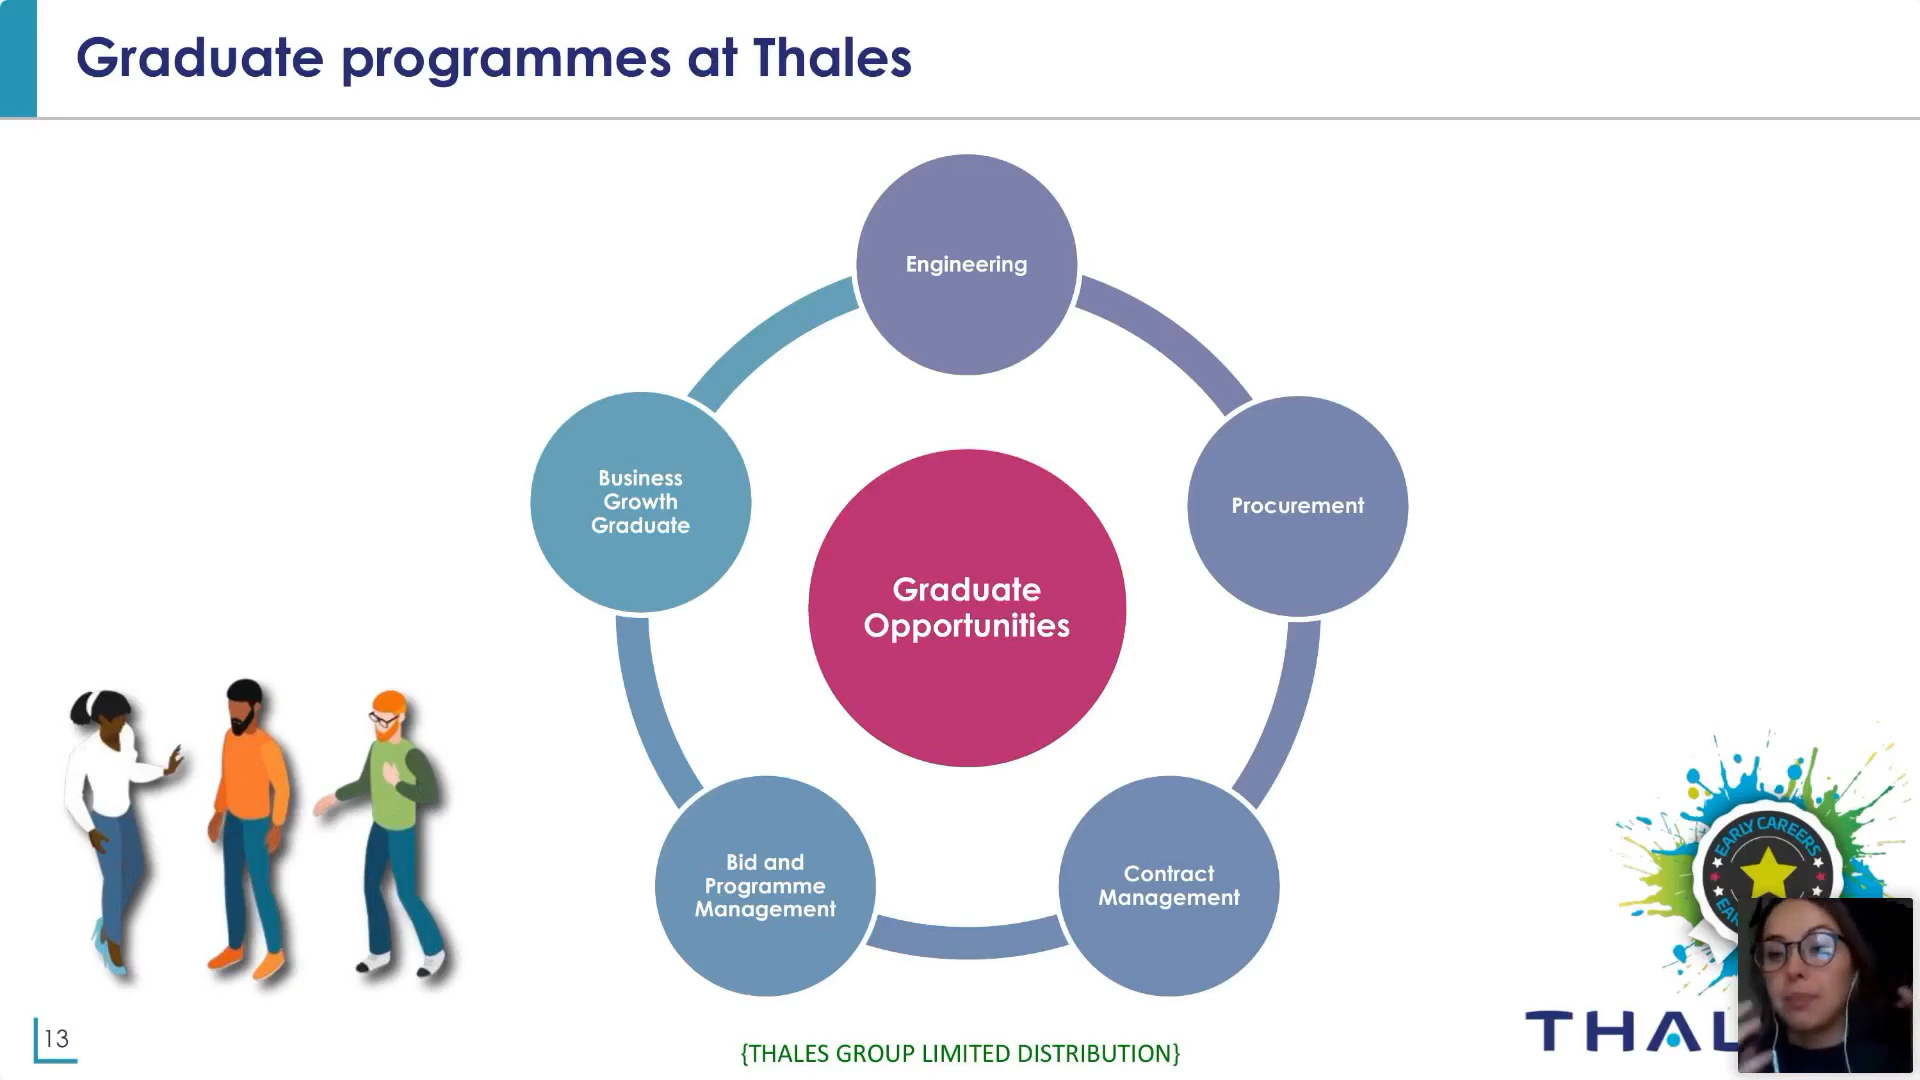 Graduate programmes at Thales
Engineering
Business
Growth
Graduate
Procurement
Graduate
Opportunities
Bid and
Programme
Management
Contract
Management
EARLY CAREERS
13
{THALES GROUP LIMITED DISTRIBUTION}